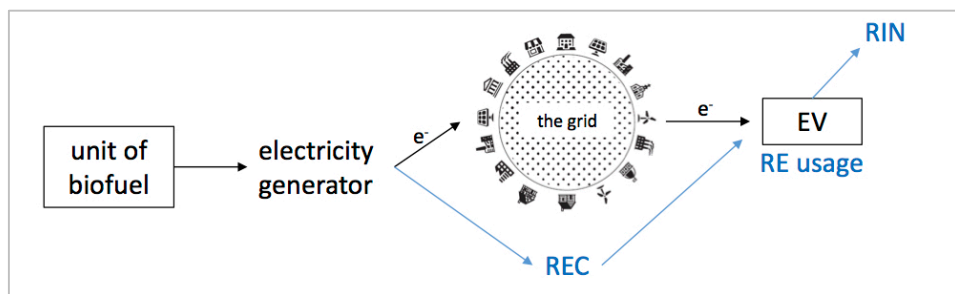 RIN
unit of
biofuel
electricity
generator
e-
the grid
e-
EV
RE usage
REC